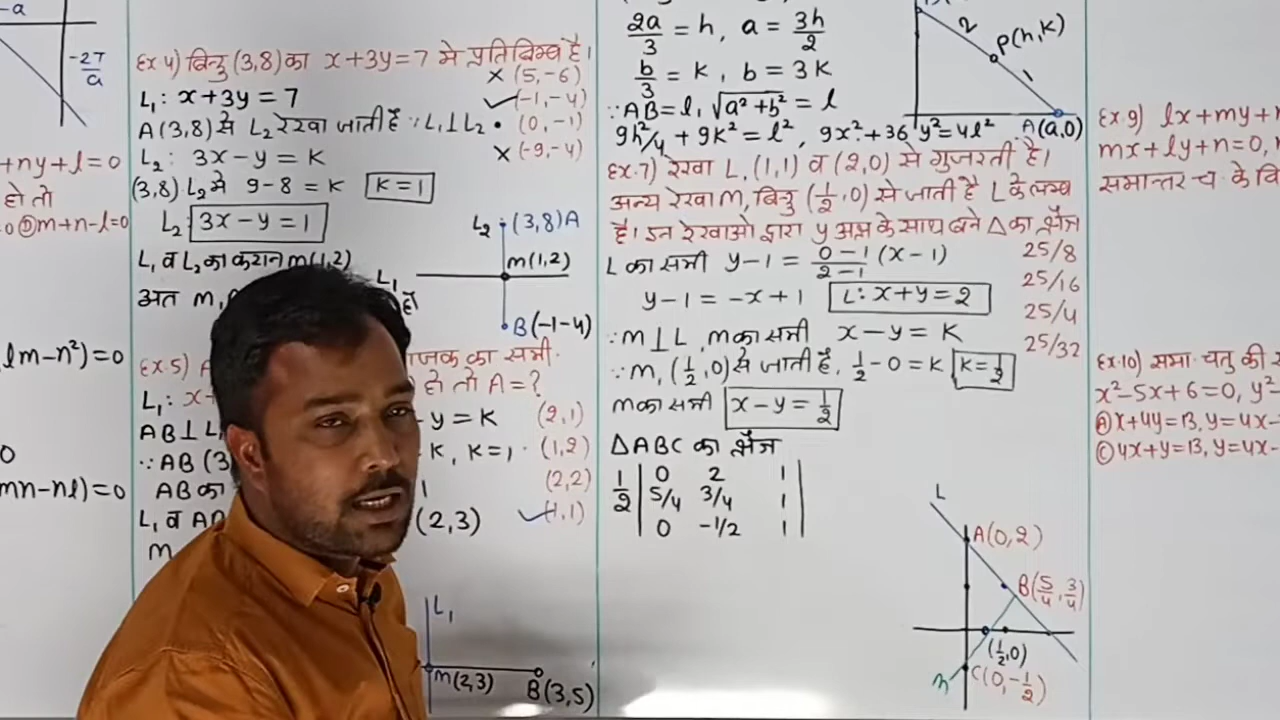 -a
-2π
a
+ny+l=0
हो तो
0 Ⓓm+n-l=0
lm-n²)=0
0
mn-nl)=0
Ex 4) बिन्दु (3,8) का x+3y=7 मे प्रतिबिम्ब है।
× (5,-6)
L₁: x+3y=7
✓(-1,-4)
A(3,8) से L₂ रेखा जाती है ∵ L₁⊥L₂ • (0,-1)
L₂: 3x-y=K
× (-9,-4)
(3,8) L₂ मे 9-8=K K=1
L₂ 3x-y=1
L₂ (3,8)A
L₁ व L₂ का कटान m(1,2)
L₁ m(1,2)
अत m,
B(-1-4)
Ex.5) A
जक का समी
हो तो A=?
L₁: x+
-y=K (2,1)
AB⊥L
K, K=1. (1,2)
∵AB (3
(2,2)
AB का
1
L₁ व AB
(2,3) ✓(1,1)
m
L₁
m(2,3)
B(3,5)
2a/3 = h, a = 3h/2
b/3 = K, b = 3K
∵AB=l, √(a²+b²) = l
9h²/4 + 9K² = l², 9x²+36y²=4l²
2
P(h,K)
1
A(a,0)
Ex.7) रेखा L, (1,1) व (2,0) से गुजरती है।
अन्य रेखा M, बिन्दु (1/2,0) से जाती है L के लम्ब
है। इन रेखाओ द्वारा y अक्ष के साथ बने Δ का क्षैत्र
L का समी y-1 = 0-1/2-1 (x-1)
25/8
25/16
y-1 = -x+1 L: x+y=2
25/4
∵M⊥L, M का समी x-y=K
25/32
∵M, (1/2,0) से जाती है, 1/2-0=K K=1/2
M का समी x-y=1/2
ΔABC का क्षैत्र
1/2 | 0 2 1 |
| 5/4 3/4 1 |
| 0 -1/2 1 |
L
A(0,2)
B(5/4,3/4)
(1/2,0)
C(0,-1/2)
m
Ex.9) lx+my+
mx+ly+n=0,
समान्तर च. के वि
Ex.10) समा. चतु की
x²-5x+6=0, y²
Ⓐx+4y=13, y=4x-
Ⓒ4x+y=13, y=4x-